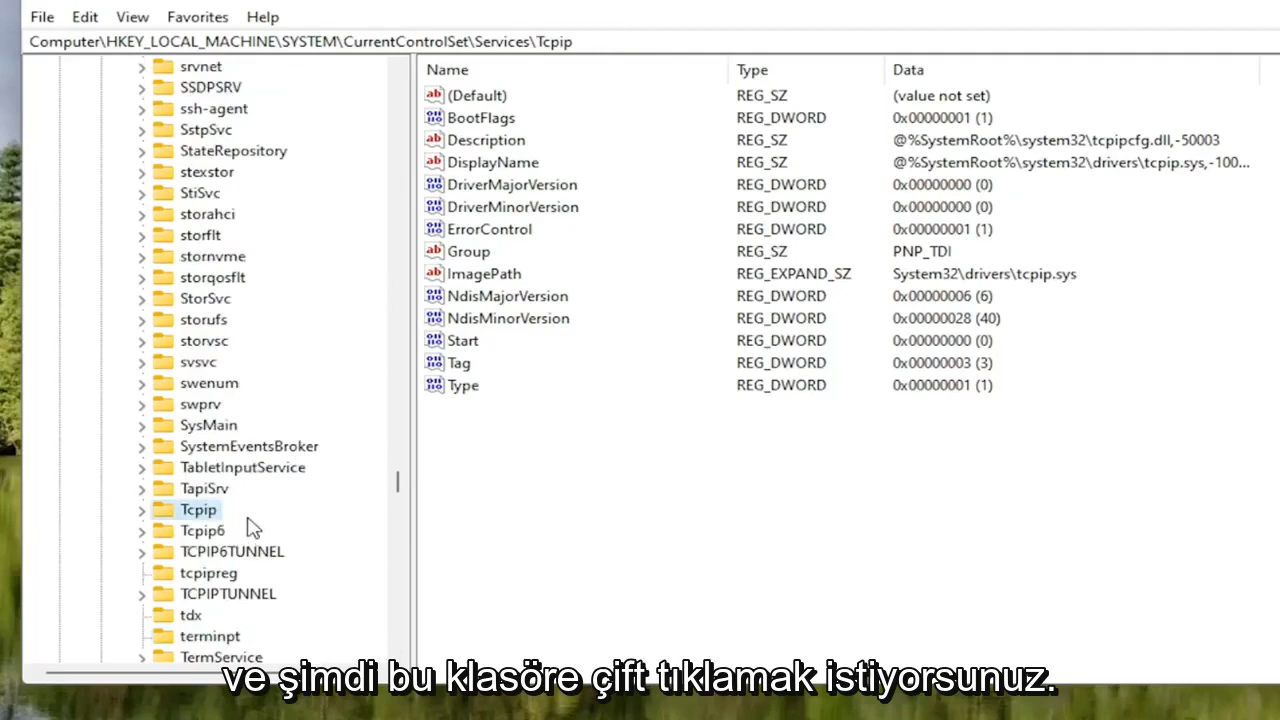 File Edit View Favorites Help
Computer\HKEY_LOCAL_MACHINE\SYSTEM\CurrentControlSet\Services\Tcpip
srvnet
SSDPSRV
ssh-agent
SstpSvc
StateRepository
stexstor
StiSvc
storahci
storflt
stornvme
storqosflt
StorSvc
storufs
storvsc
svsvc
swenum
swprv
SysMain
SystemEventsBroker
TabletInputService
TapiSrv
Tcpip
Tcpip6
TCPIP6TUNNEL
tcpipreg
TCPIPTUNNEL
tdx
terminpt
TermService
Name Type Data
(Default) REG_SZ (value not set)
BootFlags REG_DWORD 0x00000001 (1)
Description REG_SZ @%SystemRoot%\system32\tcpipcfg.dll,-50003
DisplayName REG_SZ @%SystemRoot%\system32\drivers\tcpip.sys,-100...
DriverMajorVersion REG_DWORD 0x00000000 (0)
DriverMinorVersion REG_DWORD 0x00000000 (0)
ErrorControl REG_DWORD 0x00000001 (1)
Group REG_SZ PNP_TDI
ImagePath REG_EXPAND_SZ System32\drivers\tcpip.sys
NdisMajorVersion REG_DWORD 0x00000006 (6)
NdisMinorVersion REG_DWORD 0x00000028 (40)
Start REG_DWORD 0x00000000 (0)
Tag REG_DWORD 0x00000003 (3)
Type REG_DWORD 0x00000001 (1)
ve şimdi bu klasöre çift tıklamak istiyorsunuz.